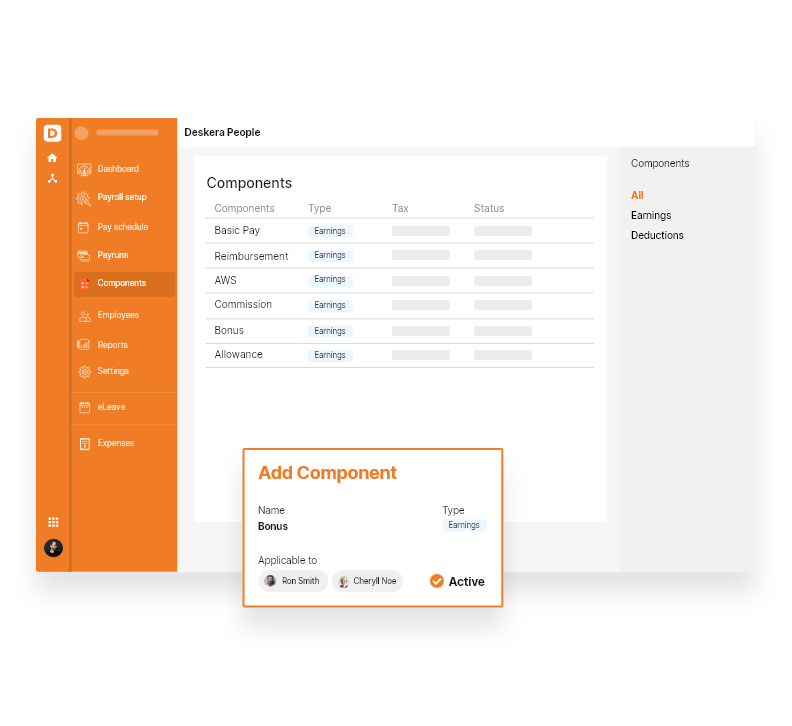 D
Deskera People
Dashboard
Payroll setup
Pay schedule
Payruns
Components
Employees
Reports
Settings
eLeave
Expenses
Components
Components Type Tax Status
Basic Pay Earnings
Reimbursement Earnings
AWS Earnings
Commission Earnings
Bonus Earnings
Allowance Earnings
Components
All
Earnings
Deductions
Add Component
Name Type
Bonus Earnings
Applicable to
Ron Smith Cheryll Noe Active